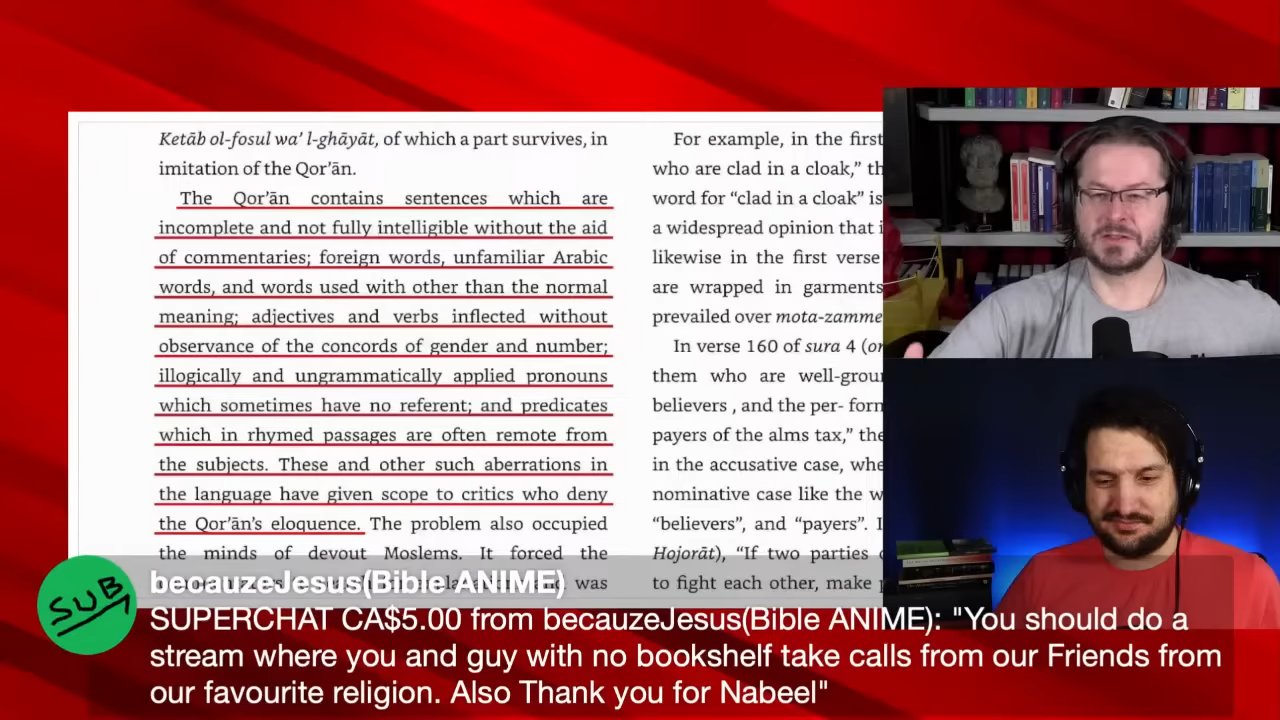 Ketāb ol-fosul wa’ l-ghāyāt, of which a part survives, in
imitation of the Qor’ān.
The Qor’ān contains sentences which are
incomplete and not fully intelligible without the aid
of commentaries; foreign words, unfamiliar Arabic
words, and words used with other than the normal
meaning; adjectives and verbs inflected without
observance of the concords of gender and number;
illogically and ungrammatically applied pronouns
which sometimes have no referent; and predicates
which in rhymed passages are often remote from
the subjects. These and other such aberrations in
the language have given scope to critics who deny
the Qor’ān’s eloquence. The problem also occupied
the minds of devout Moslems. It forced the
was
For example, in the first
who are clad in a cloak,” th
word for “clad in a cloak” is
a widespread opinion that i
likewise in the first verse
are wrapped in garments
prevailed over mota-zamme
In verse 160 of sura 4 (
them who are well-grou
believers , and the per- forn
payers of the alms tax,” the
in the accusative case, whe
nominative case like the w
“believers”, and “payers”. I
Hojorāt), “If two parties
to fight each other, make
SUB
becauzeJesus(Bible ANIME)
SUPERCHAT CA$5.00 from becauzeJesus(Bible ANIME): "You should do a
stream where you and guy with no bookshelf take calls from our Friends from
our favourite religion. Also Thank you for Nabeel"